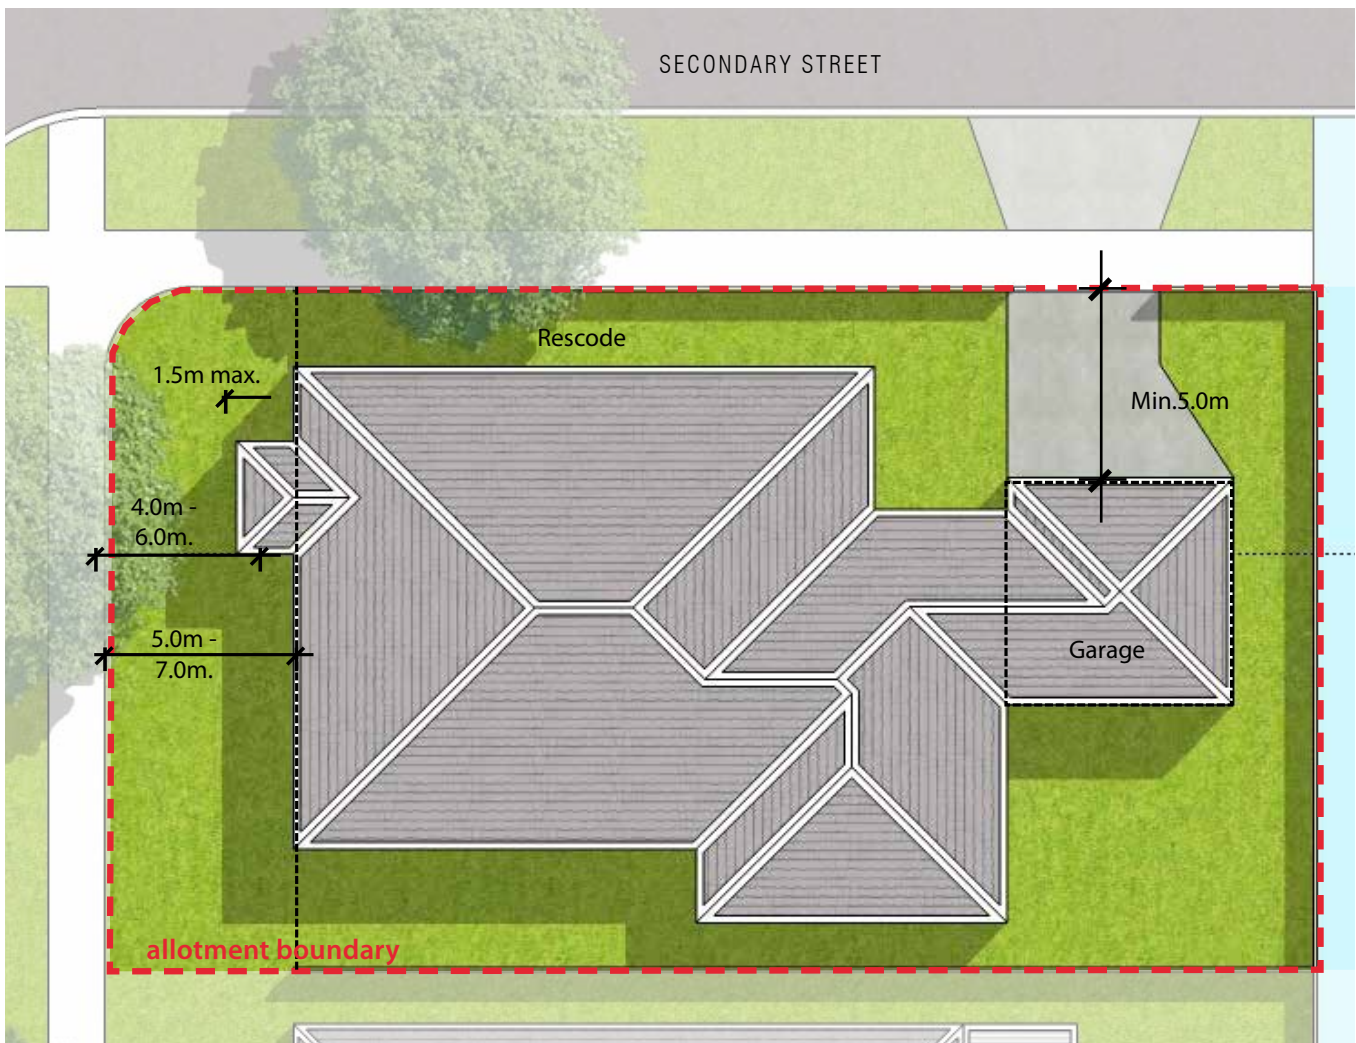 SECONDARY STREET
Rescode
1.5m max.
Min.5.0m
4.0m -
6.0m.
5.0m -
7.0m.
Garage
allotment boundary